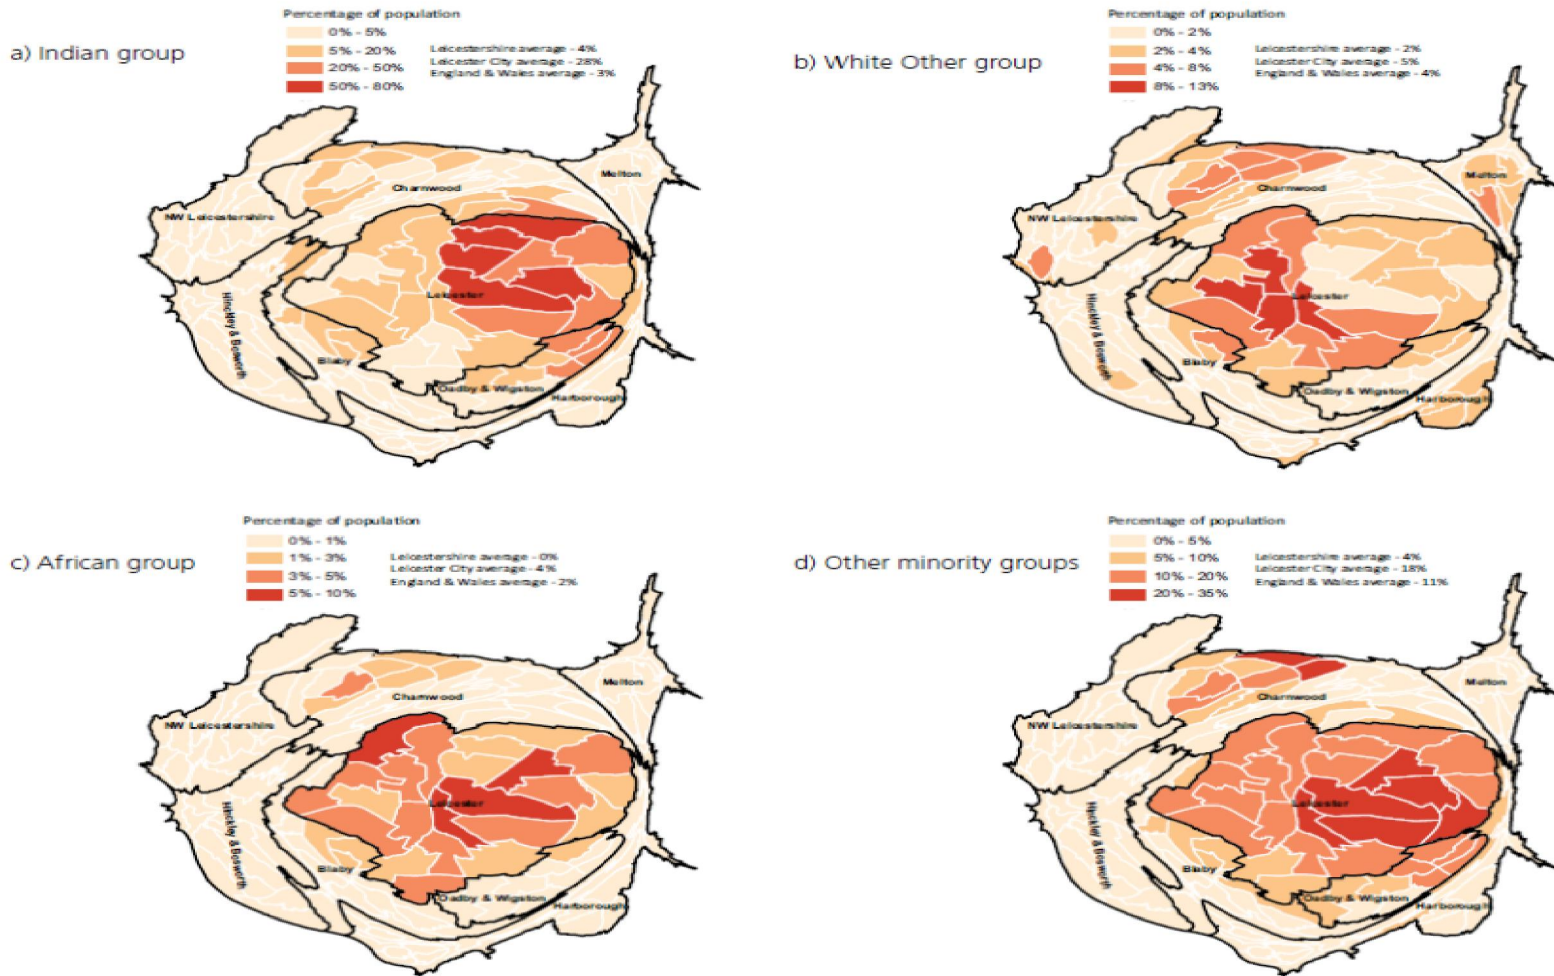 a) Indian group
Percentage of population
0% - 5%
5% - 20%
20% - 50%
50% - 80%
Leicestershire average - 4%
Leicester City average - 28%
England & Wales average - 3%
Melton
Charnwood
NW Leicestershire
Leicester
Hinckley & Bosworth
Blaby
Oadby & Wigston
Harborough
b) White Other group
Percentage of population
0% - 2%
2% - 4%
4% - 8%
8% - 13%
Leicestershire average - 2%
Leicester City average - 5%
England & Wales average - 4%
Melton
Charnwood
NW Leicestershire
Leicester
Hinckley & Bosworth
Blaby
Oadby & Wigston
Harborough
c) African group
Percentage of population
0% - 1%
1% - 3%
3% - 5%
5% - 10%
Leicestershire average - 0%
Leicester City average - 4%
England & Wales average - 2%
Melton
Charnwood
NW Leicestershire
Leicester
Hinckley & Bosworth
Blaby
Oadby & Wigston
Harborough
d) Other minority groups
Percentage of population
0% - 5%
5% - 10%
10% - 20%
20% - 35%
Leicestershire average - 4%
Leicester City average - 18%
England & Wales average - 11%
Melton
Charnwood
NW Leicestershire
Leicester
Hinckley & Bosworth
Blaby
Oadby & Wigston
Harborough